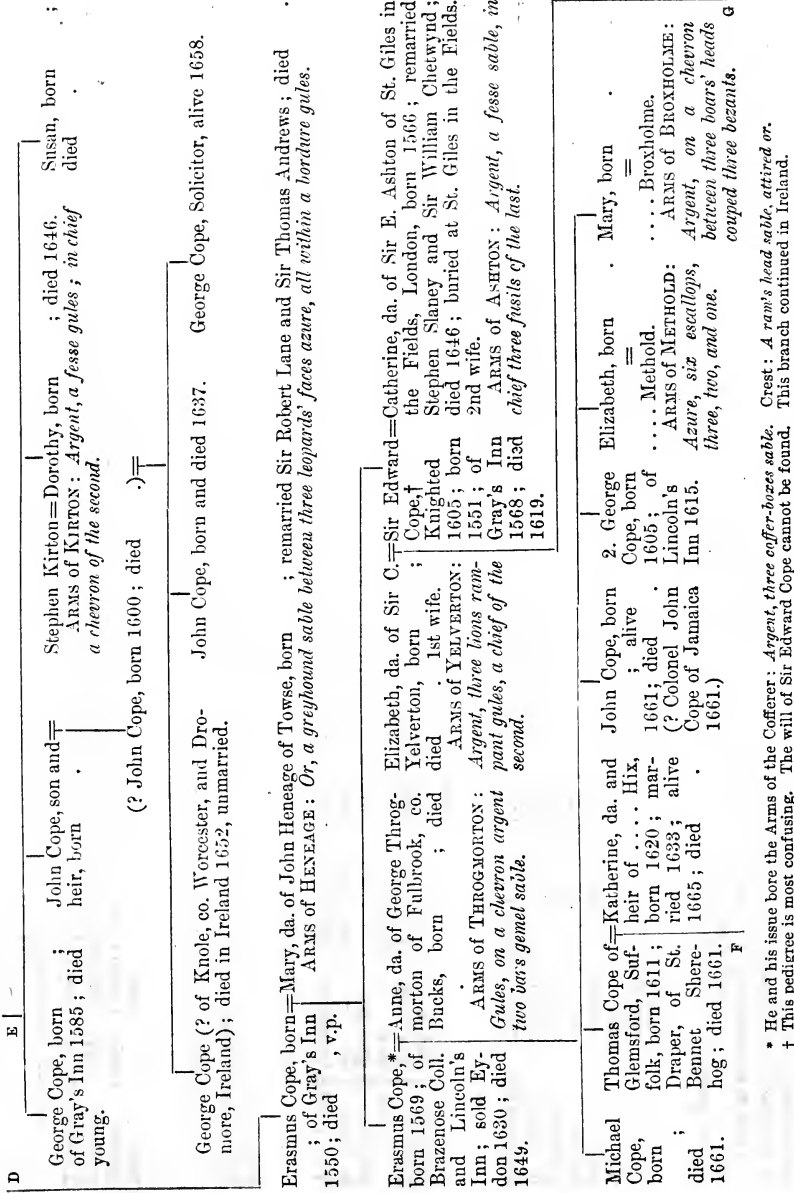 D
E
George Cope, born ;
of Gray's Inn 1585; died
young.
John Cope, son and=
heir, born .
Stephen Kirton=Dorothy, born ; died 1646.
ARMS of KIRTON: Argent, a fesse gules; in chief
a chevron of the second.
Susan, born ;
died .
(? John Cope, born 1600; died .)=
George Cope (? of Knole, co. Worcester, and Dro-
more, Ireland); died in Ireland 1652, unmarried.
John Cope, born and died 1637.
George Cope, Solicitor, alive 1658.
Erasmus Cope, born=Mary, da. of John Heneage of Towse, born ; remarried Sir Robert Lane and Sir Thomas Andrews; died .
; of Gray's Inn
1550; died , v.p.
ARMS of HENEAGE: Or, a greyhound sable between three leopards' faces azure, all within a bordure gules.
Erasmus Cope,*=
born 1569; of
Brazenose Coll.
and Lincoln's
Inn; sold Ey-
don 1630; died
1649.
Anne, da. of George Throg-
morton of Fulbrook, co.
Bucks, born ; died
.
ARMS of THROGMORTON:
Gules, on a chevron argent
two bars gemel sable.
Elizabeth, da. of Sir C.=
Yelverton, born ;
died . 1st wife.
ARMS of YELVERTON:
Argent, three lions ram-
pant gules, a chief of the
second.
Sir Edward=
Cope,†
Knighted
1605; born
1551; of
Gray's Inn
1568; died
1619.
Catherine, da. of Sir E. Ashton of St. Giles in
the Fields, London, born 1566; remarried
Stephen Slaney and Sir William Chetwynd;
died 1646; buried at St. Giles in the Fields.
2nd wife.
ARMS of ASHTON: Argent, a fesse sable, in
chief three fusils of the last.
Michael
Cope,
born
;
died
1661.
Thomas Cope of=
Glemsford, Suf-
folk, born 1611;
Draper, of St.
Bennet Shere-
hog; died 1661.
F
Katherine, da. and
heir of .... Hix,
born 1620; mar-
ried 1633; alive
1665; died .
John Cope, born
; alive
1661; died .
(? Colonel John
Cope of Jamaica
1661.)
2. George
Cope, born
1605; of
Lincoln's
Inn 1615.
Elizabeth, born .
=
.... Methold.
ARMS of METHOLD:
Azure, six escallops,
three, two, and one.
Mary, born .
=
.... Broxholme.
ARMS of BROXHOLME:
Argent, on a chevron
between three boars' heads
couped three bezants.
G
* He and his issue bore the Arms of the Cofferer: Argent, three coffer-boxes sable. Crest: A ram's head sable, attired or.
† This pedigree is most confusing. The will of Sir Edward Cope cannot be found. This branch continued in Ireland.